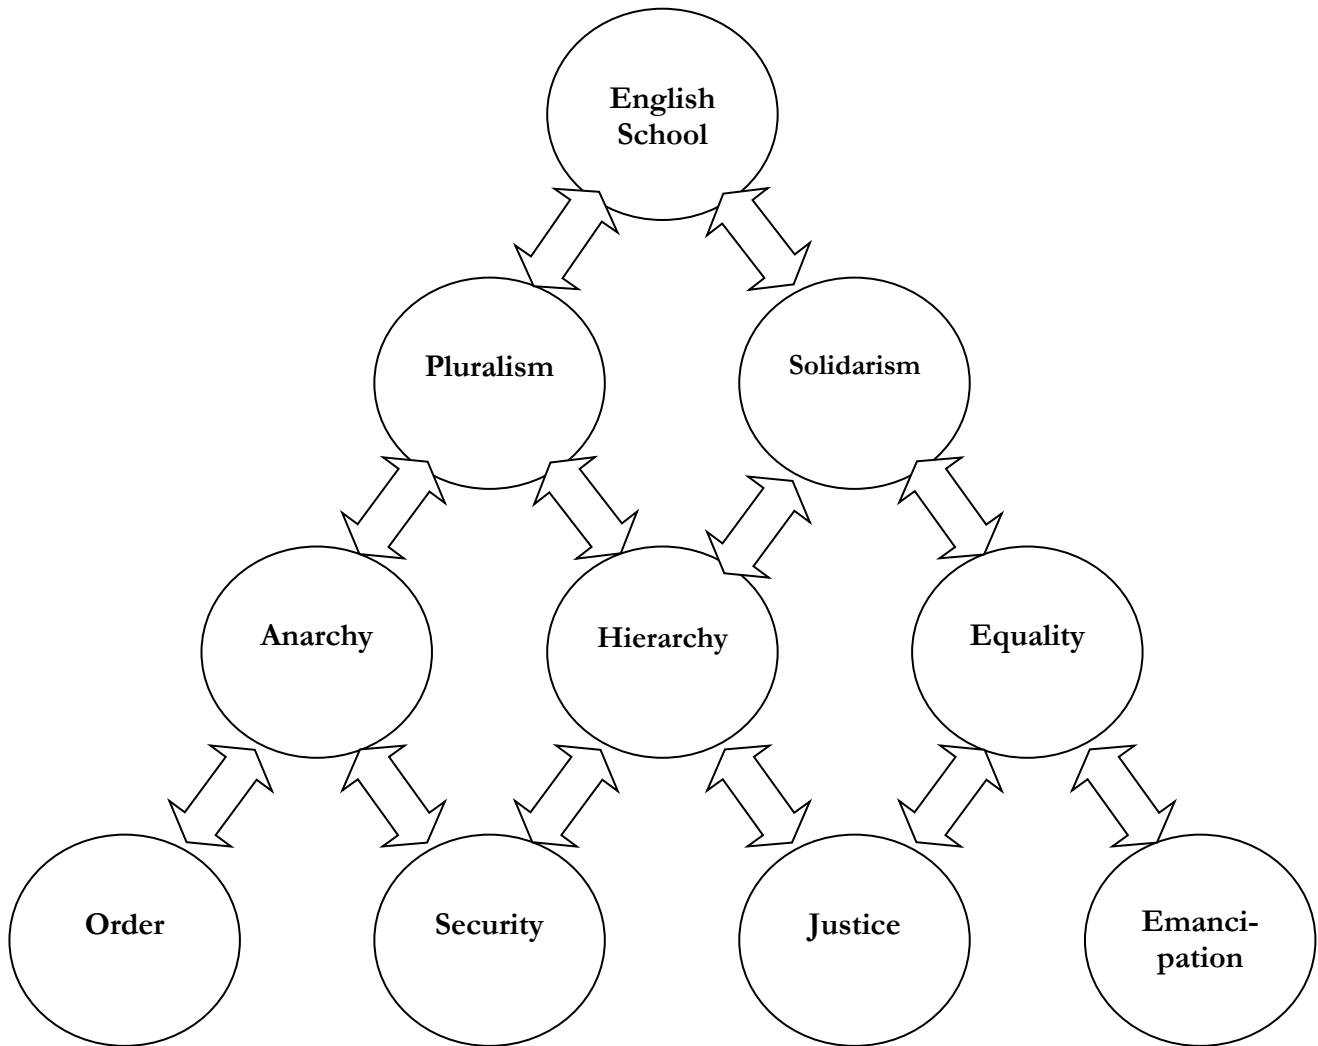 English
School
Pluralism
Solidarism
Anarchy
Hierarchy
Equality
Order
Security
Justice
Emanci-
pation